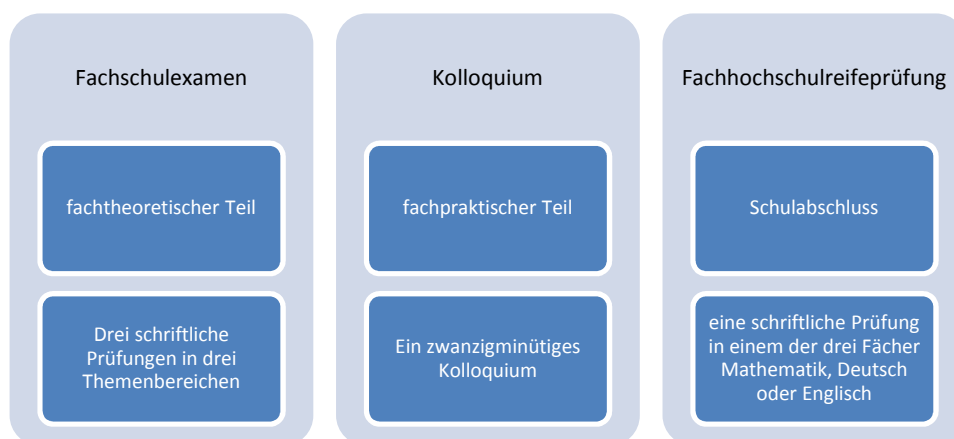 Fachschulexamen
fachtheoretischer Teil
Drei schriftliche
Prüfungen in drei
Themenbereichen
Kolloquium
fachpraktischer Teil
Ein zwanzigminütiges
Kolloquium
Fachhochschulreifeprüfung
Schulabschluss
eine schriftliche Prüfung
in einem der drei Fächer
Mathematik, Deutsch
oder Englisch